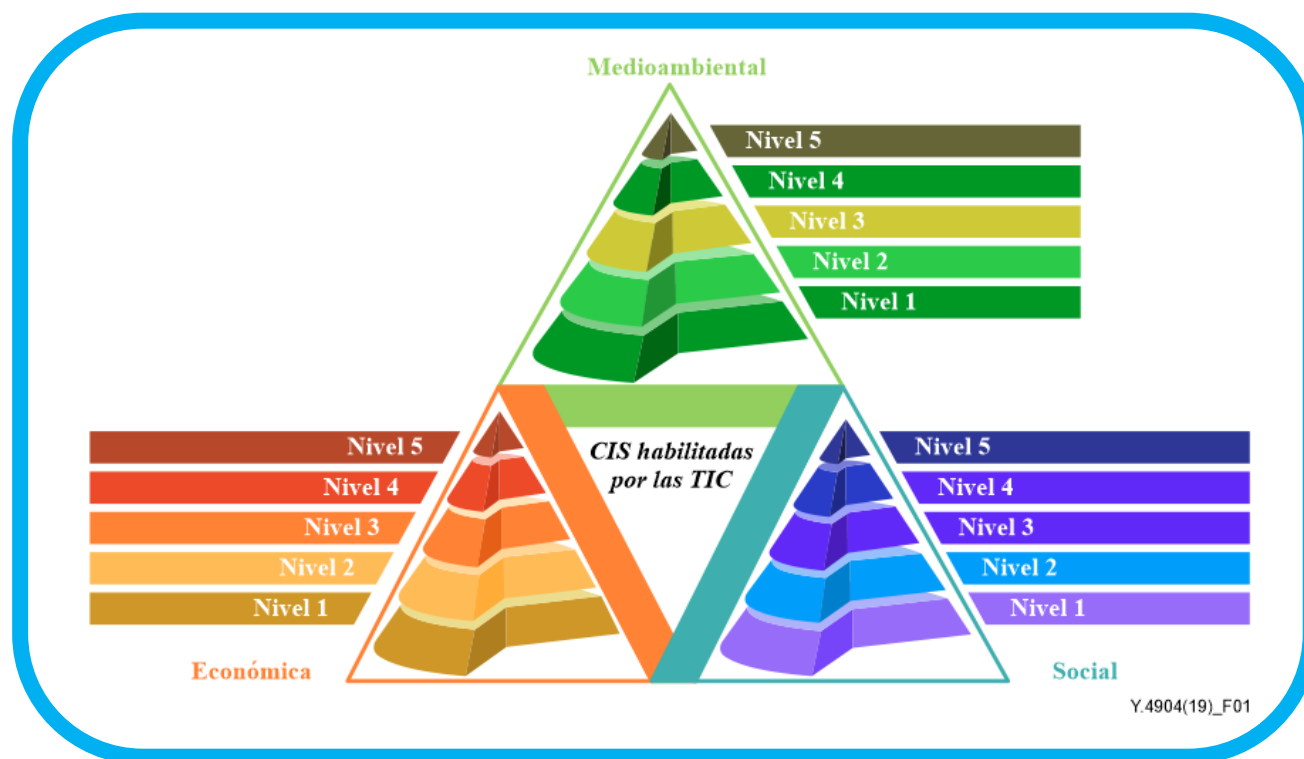 Medioambiental
Nivel 5
Nivel 4
Nivel 3
Nivel 2
Nivel 1
CIS habilitadas
por las TIC
Nivel 5
Nivel 4
Nivel 3
Nivel 2
Nivel 1
Económica
Nivel 5
Nivel 4
Nivel 3
Nivel 2
Nivel 1
Social
Y.4904(19)_F01